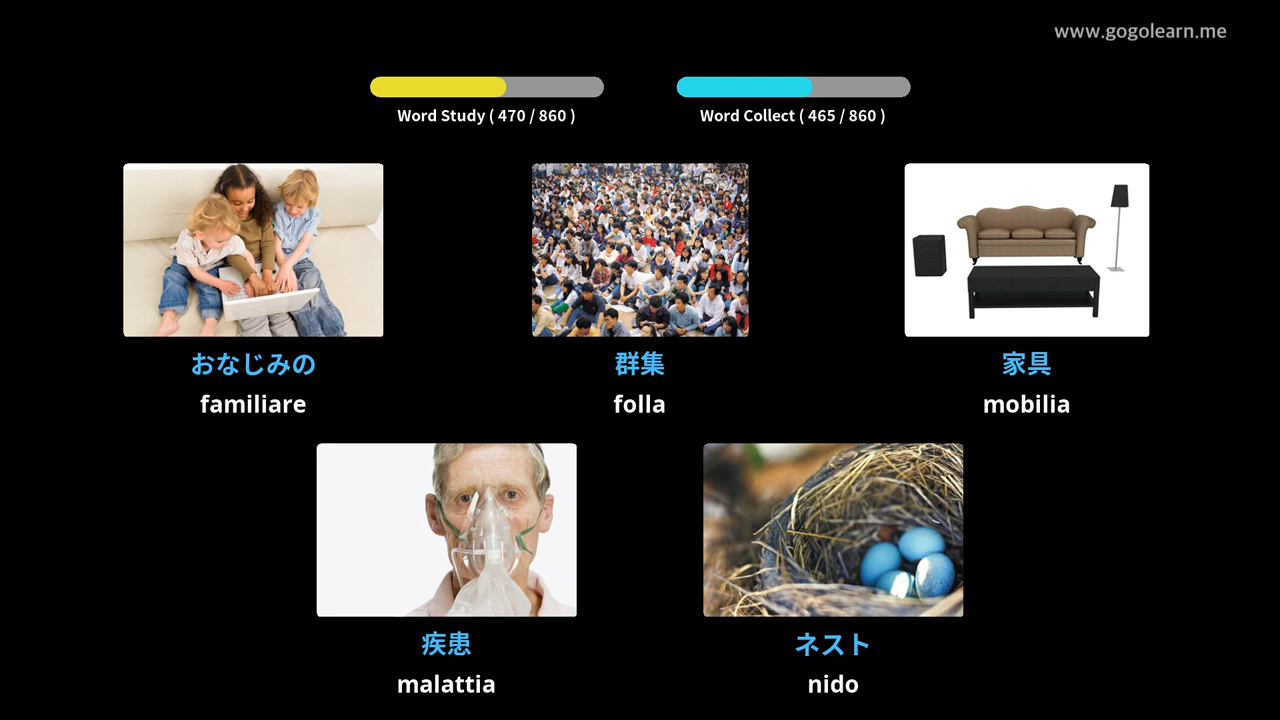 www.gogolearn.me
Word Study ( 470 / 860 )
Word Collect ( 465 / 860 )
おなじみの
familiare
群集
folla
家具
mobilia
疾患
malattia
ネスト
nido